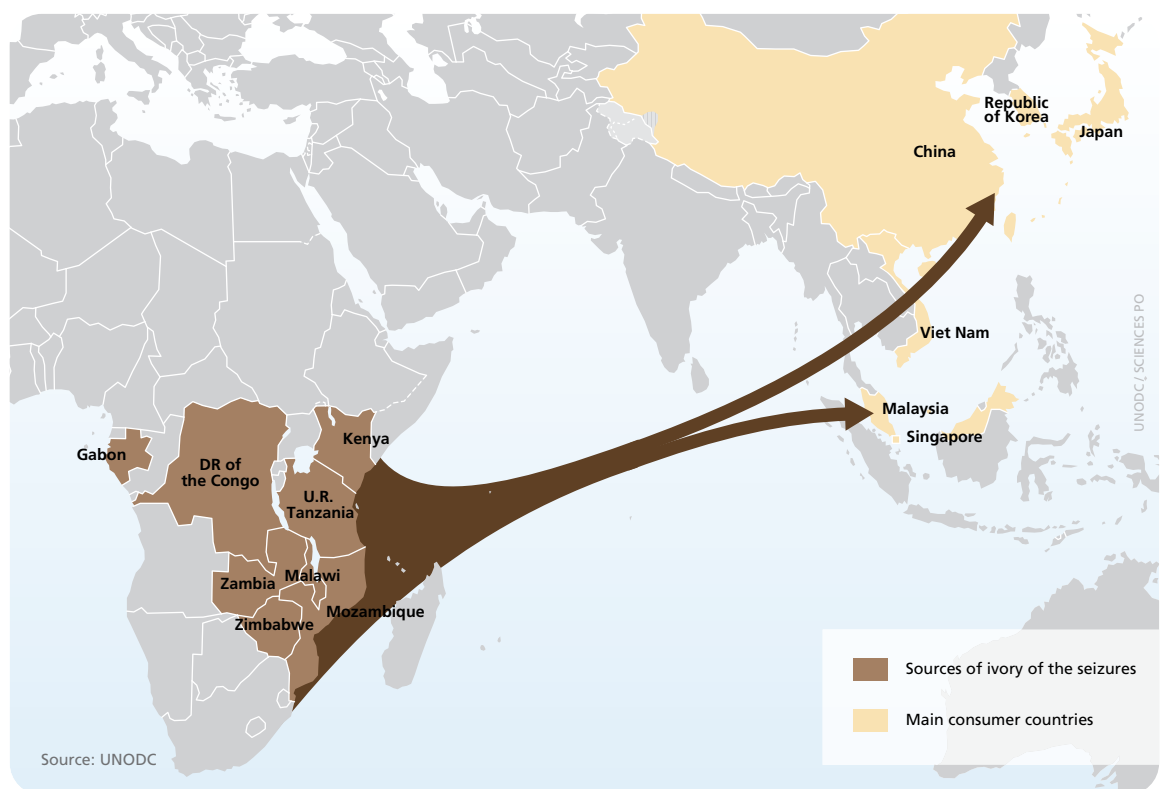 Republic
of Korea
Japan
China
Viet Nam
Malaysia
Singapore
Kenya
Gabon
DR of
the Congo
U.R.
Tanzania
Malawi
Zambia
Mozambique
Zimbabwe
Sources of ivory of the seizures
Main consumer countries
Source: UNODC
UNODC / SCIENCES PO